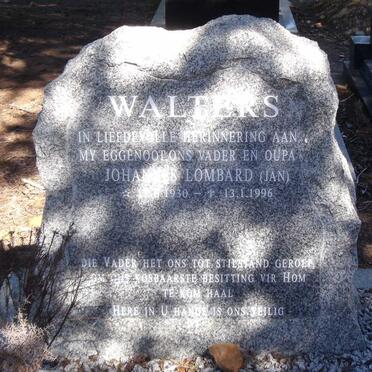 WALTERS
IN LIEFDEVOLLE HERINNERING AAN
MY EGGENOOT, ONS VADER EN OUPA
JOHANNES LOMBARD (JAN)
1930 - ✝ 13.1.1996
DIE VADER HET ONS TOT STILSTAND GEROEP
OM ONS KOSBAARSTE BESITTING VIR HOM
TE KOM HAAL
HERE IN U HANDE IS ONS VEILIG